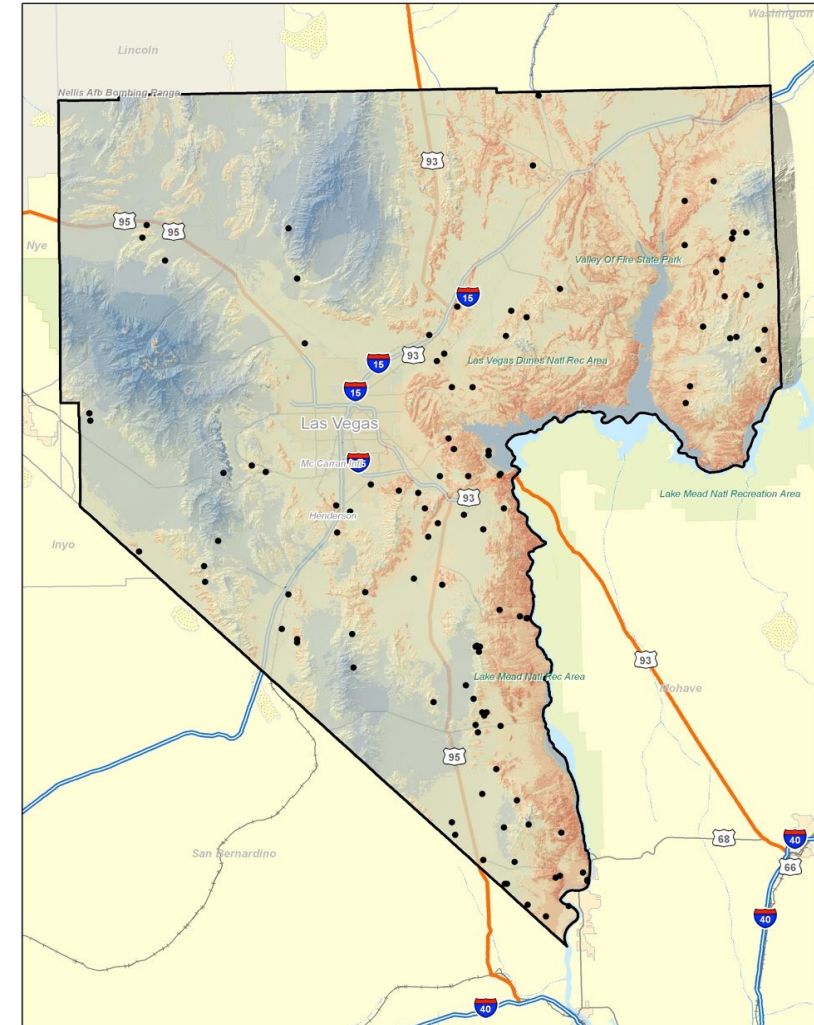 Washington
Lincoln
Nellis Afb Bombing Range
93
95
95
Nye
Valley Of Fire State Park
15
15
93
Las Vegas Dunes Natl Rec Area
15
Las Vegas
Mc Carran Intl
93
Lake Mead Natl Recreation Area
Henderson
Inyo
93
Lake Mead Natl Rec Area
Mohave
95
68
40
66
San Bernardino
40
40